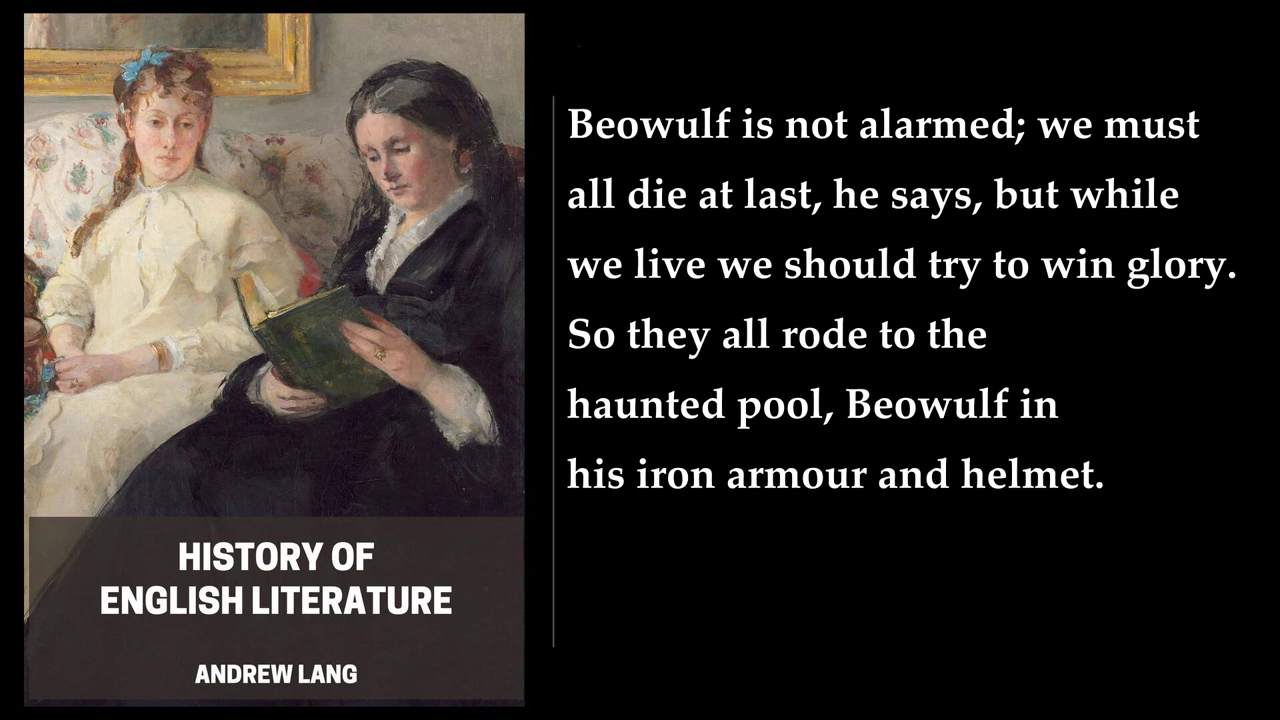 HISTORY OF
ENGLISH LITERATURE
ANDREW LANG
Beowulf is not alarmed; we must
all die at last, he says, but while
we live we should try to win glory.
So they all rode to the
haunted pool, Beowulf in
his iron armour and helmet.